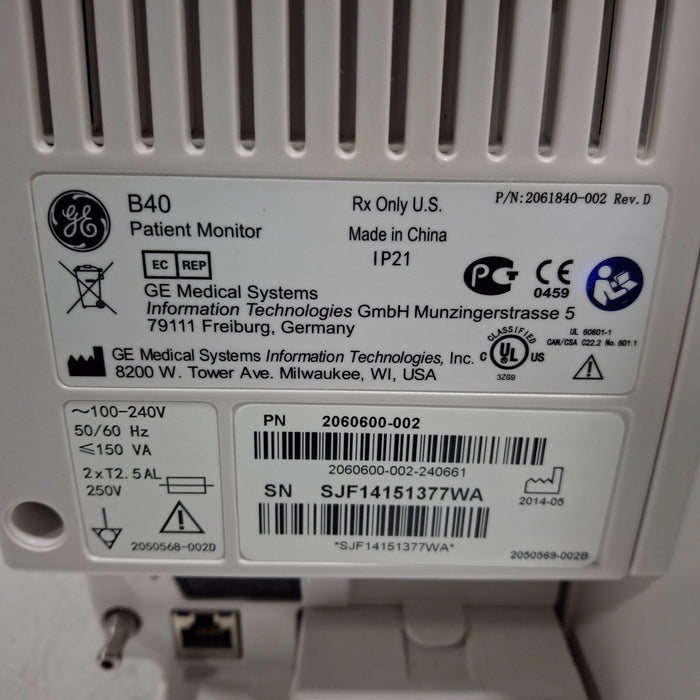 GE
B40
Patient Monitor
Rx Only U.S.
Made in China
IP21
P/N:2061840-002 Rev.D
EC REP
GE Medical Systems
Information Technologies GmbH Munzingerstrasse 5
79111 Freiburg, Germany
PCT
CE
0459
GE Medical Systems Information Technologies, Inc.
8200 W. Tower Ave. Milwaukee, WI, USA
CLASSIFIED
C UL US
3ZG9
UL 60601-1
CAN/CSA C22.2 No. 601.1
~100-240V
50/60 Hz
≤150 VA
2xT2.5AL
250V
2050568-002D
PN 2060600-002
2060600-002-240661
SN SJF14151377WA
*SJF14151377WA*
2014-05
2050569-002B